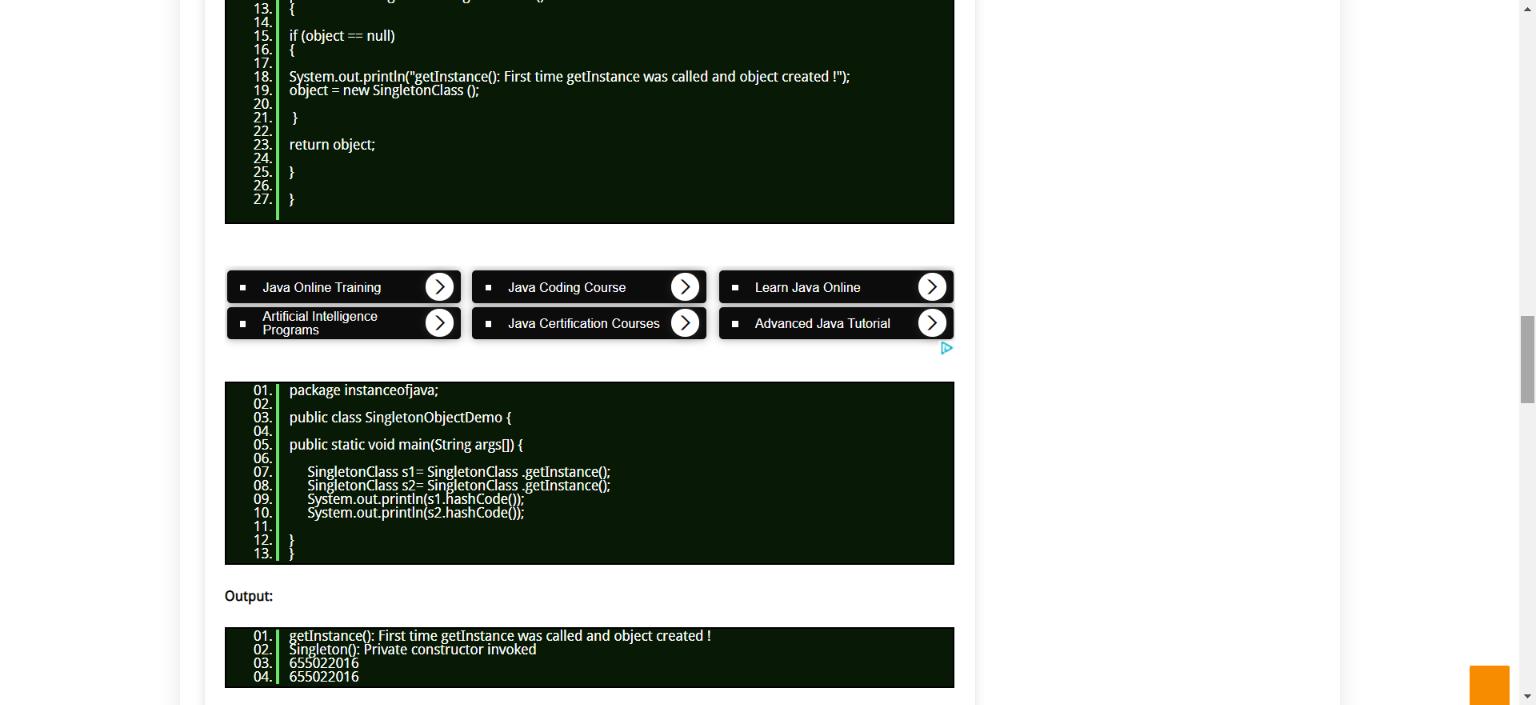 13. {
14.
15. if (object == null)
16. {
17.
18. System.out.println("getInstance(): First time getInstance was called and object created !");
19. object = new SingletonClass ();
20.
21. }
22.
23. return object;
24.
25. }
26.
27. }
Java Online Training
Java Coding Course
Learn Java Online
Artificial Intelligence
Programs
Java Certification Courses
Advanced Java Tutorial
01. package instanceofjava;
02.
03. public class SingletonObjectDemo {
04.
05. public static void main(String args[]) {
06.
07. SingletonClass s1= SingletonClass .getInstance();
08. SingletonClass s2= SingletonClass .getInstance();
09. System.out.println(s1.hashCode());
10. System.out.println(s2.hashCode());
11.
12. }
13. }
Output:
01. getInstance(): First time getInstance was called and object created !
02. Singleton(): Private constructor invoked
03. 655022016
04. 655022016